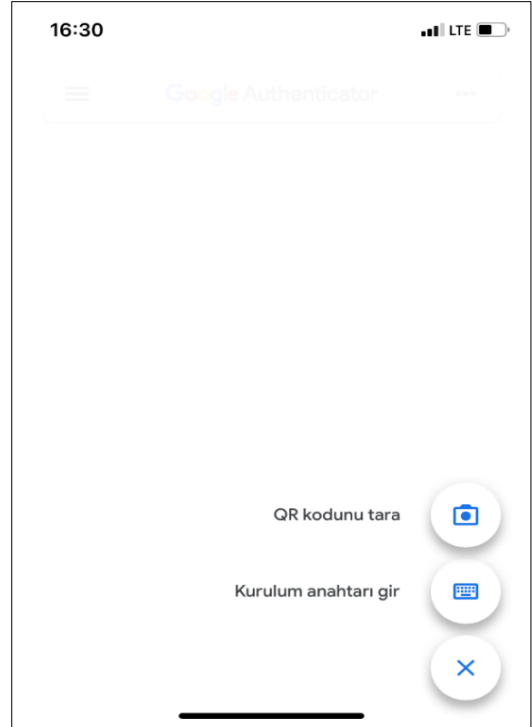 16:30
LTE
Google Authenticator
QR kodunu tara
Kurulum anahtarı gir